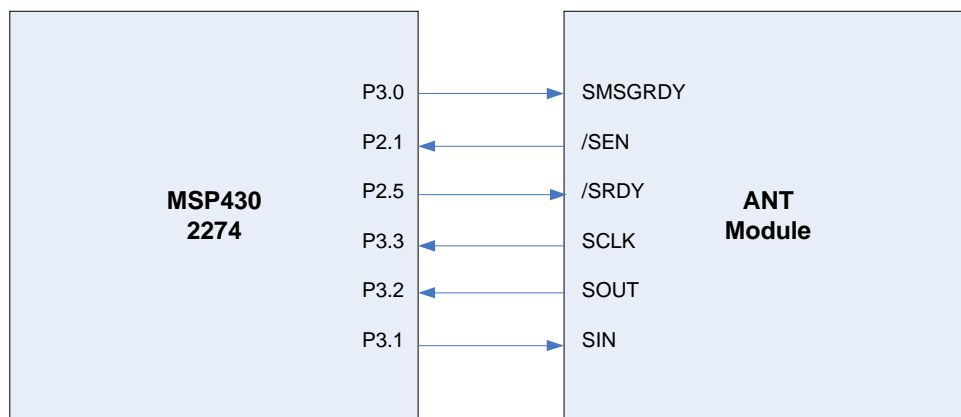 P3.0 SMSGRDY
P2.1 /SEN
P2.5 /SRDY
MSP430
2274
ANT
Module
P3.3 SCLK
P3.2 SOUT
P3.1 SIN